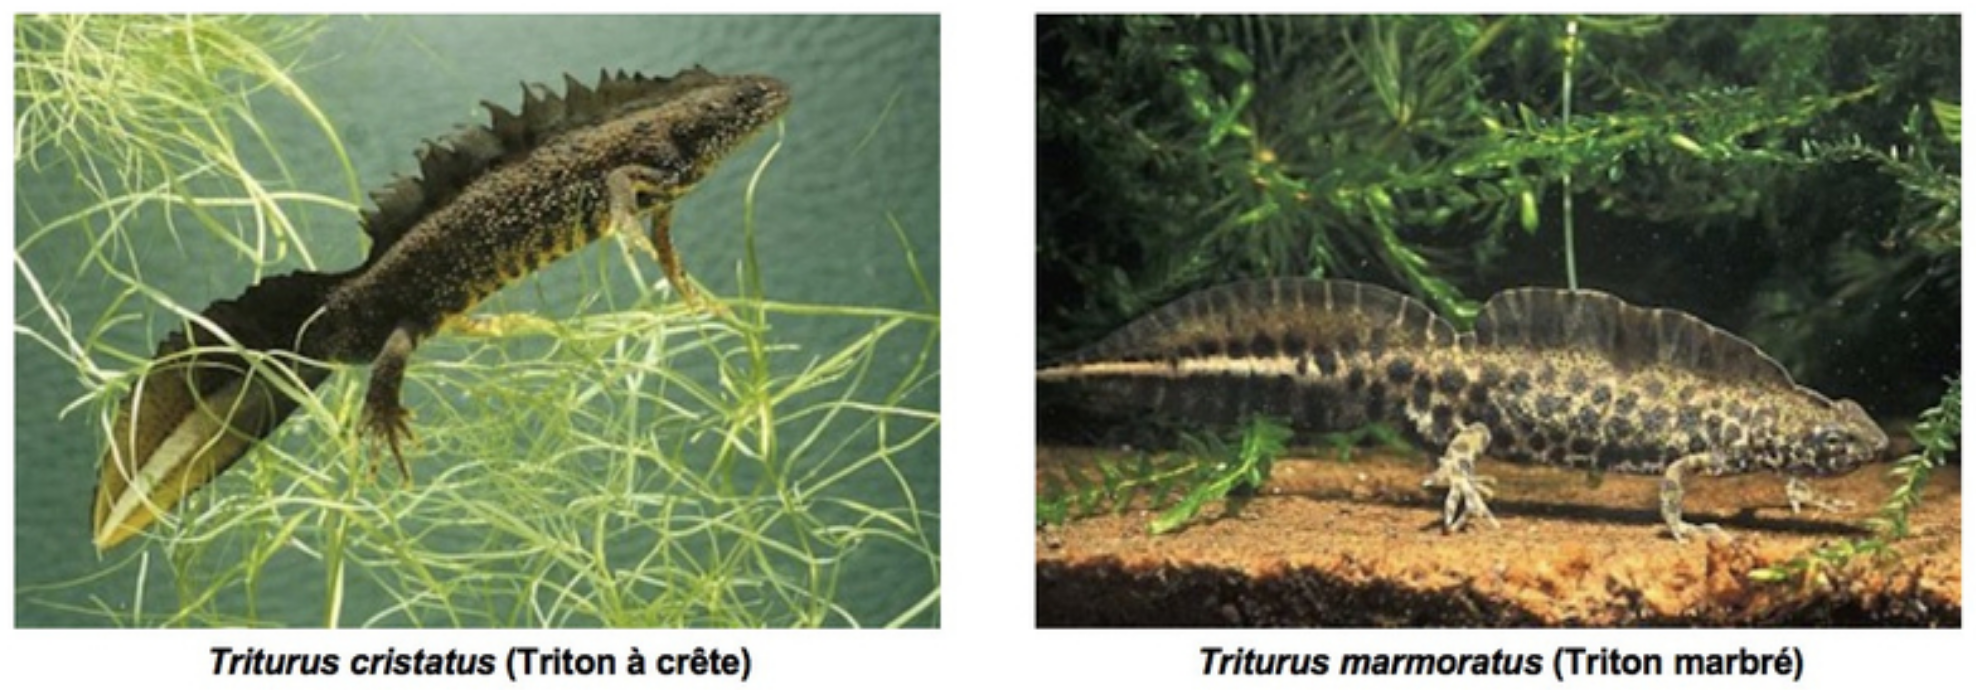 Triturus cristatus (Triton à crête)
Triturus marmoratus (Triton marbré)